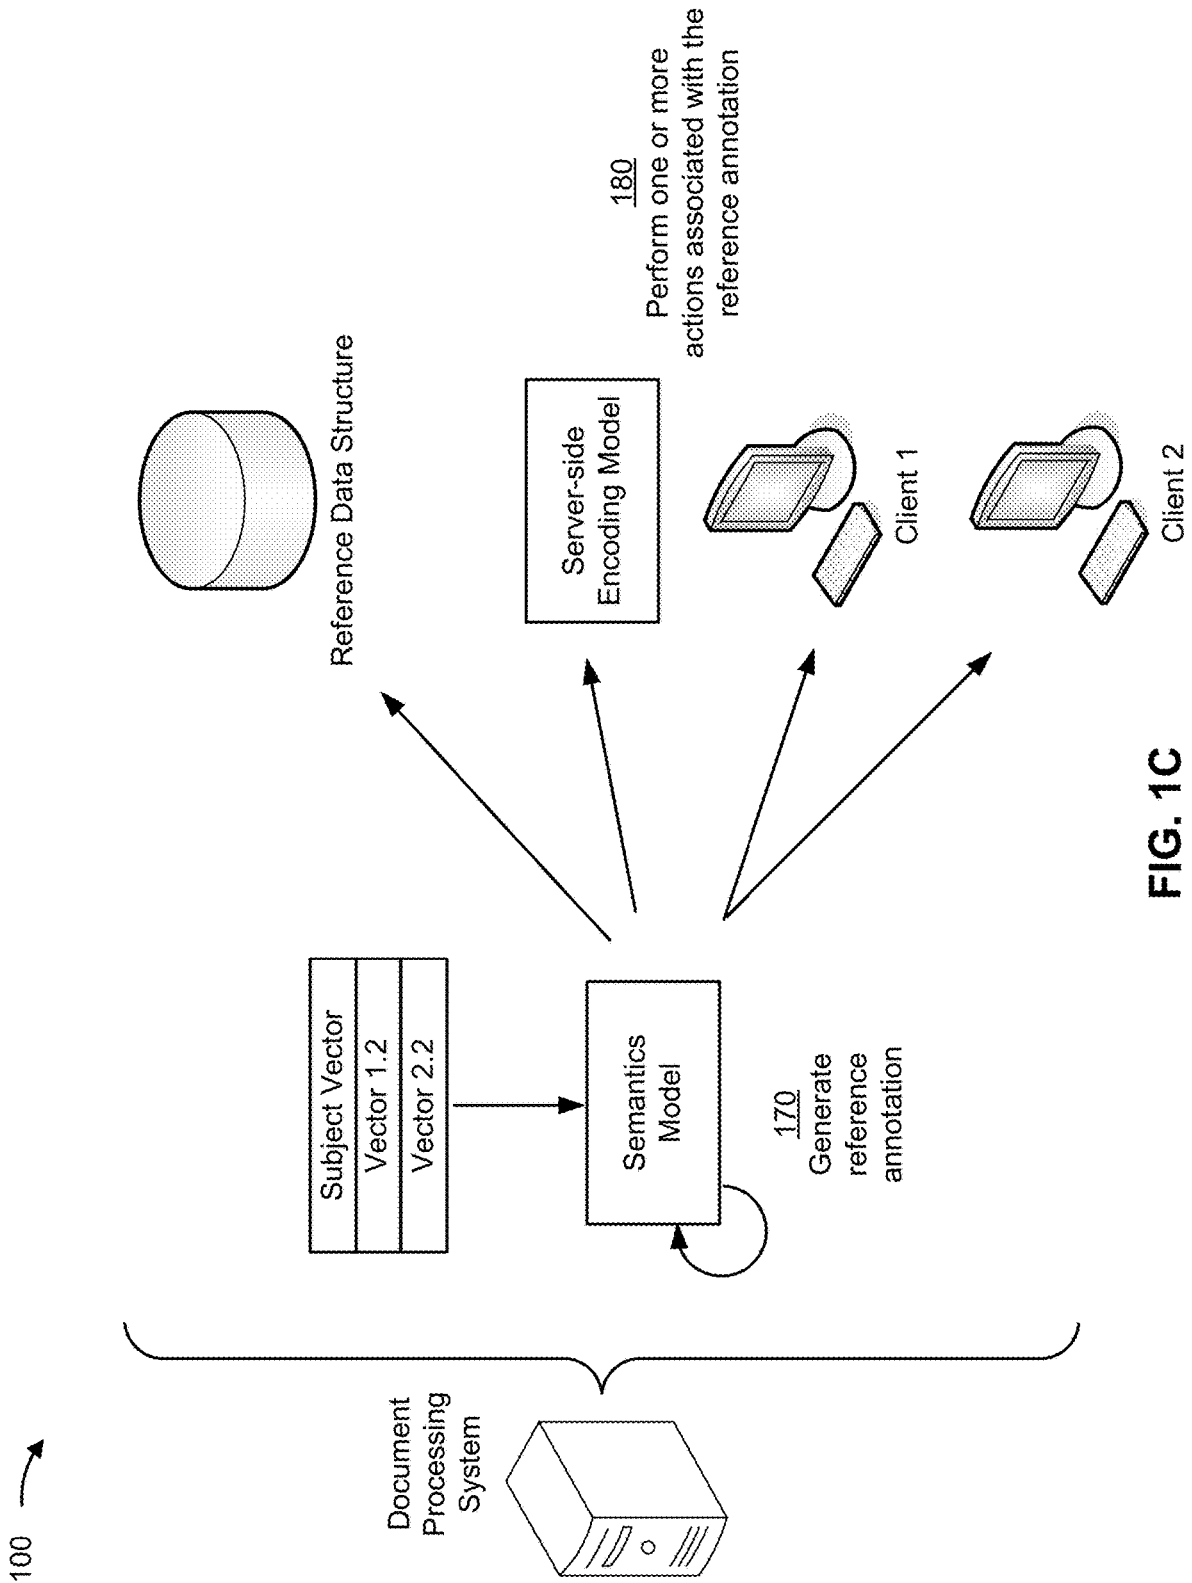 100
Document
Processing
System
Subject Vector
Vector 1.2
Vector 2.2
Semantics
Model
170
Generate
reference
annotation
Reference Data Structure
Server-side
Encoding Model
Client 1
Client 2
180
Perform one or more
actions associated with the
reference annotation
FIG. 1C